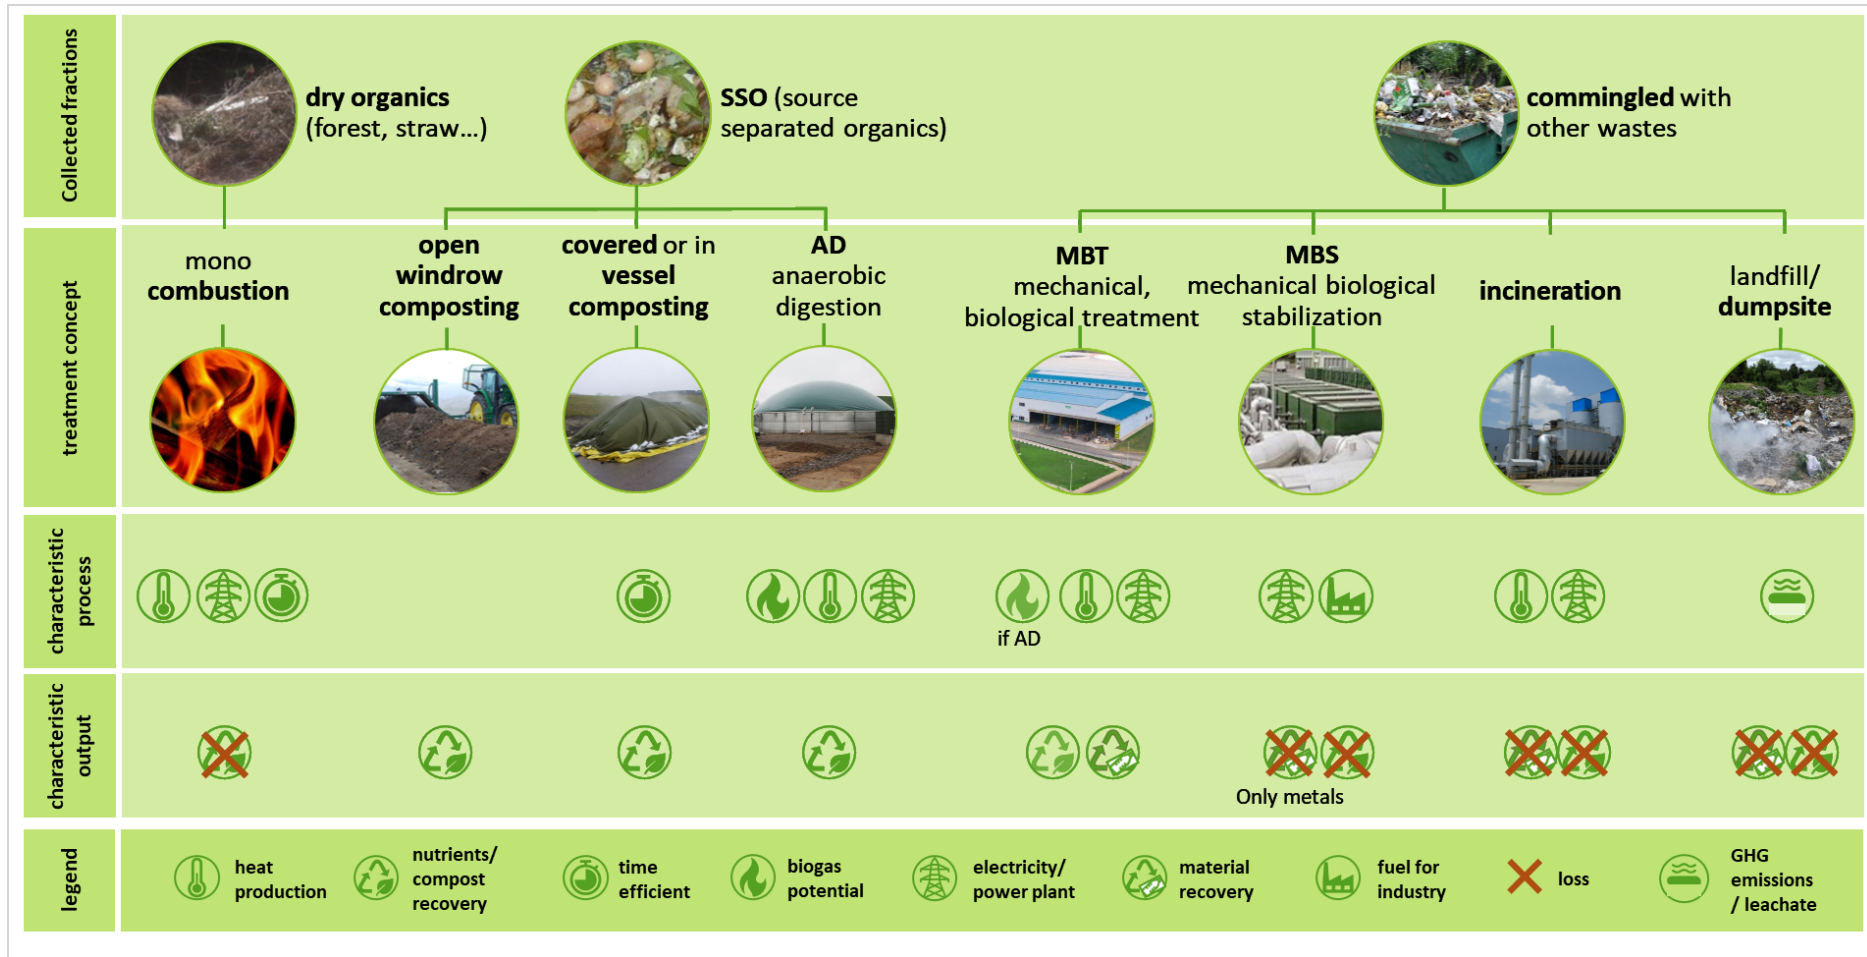 Collected fractions
dry organics
(forest, straw...)
SSO (source
separated organics)
commingled with
other wastes
treatment concept
mono
combustion
open
windrow
composting
covered or in
vessel
composting
AD
anaerobic
digestion
MBT
mechanical,
biological treatment
MBS
mechanical biological
stabilization
incineration
landfill/
dumpsite
characteristic
process
if AD
characteristic
output
Only metals
legend
heat
production
nutrients/
compost
recovery
time
efficient
biogas
potential
electricity/
power plant
material
recovery
fuel for
industry
loss
GHG
emissions
/ leachate